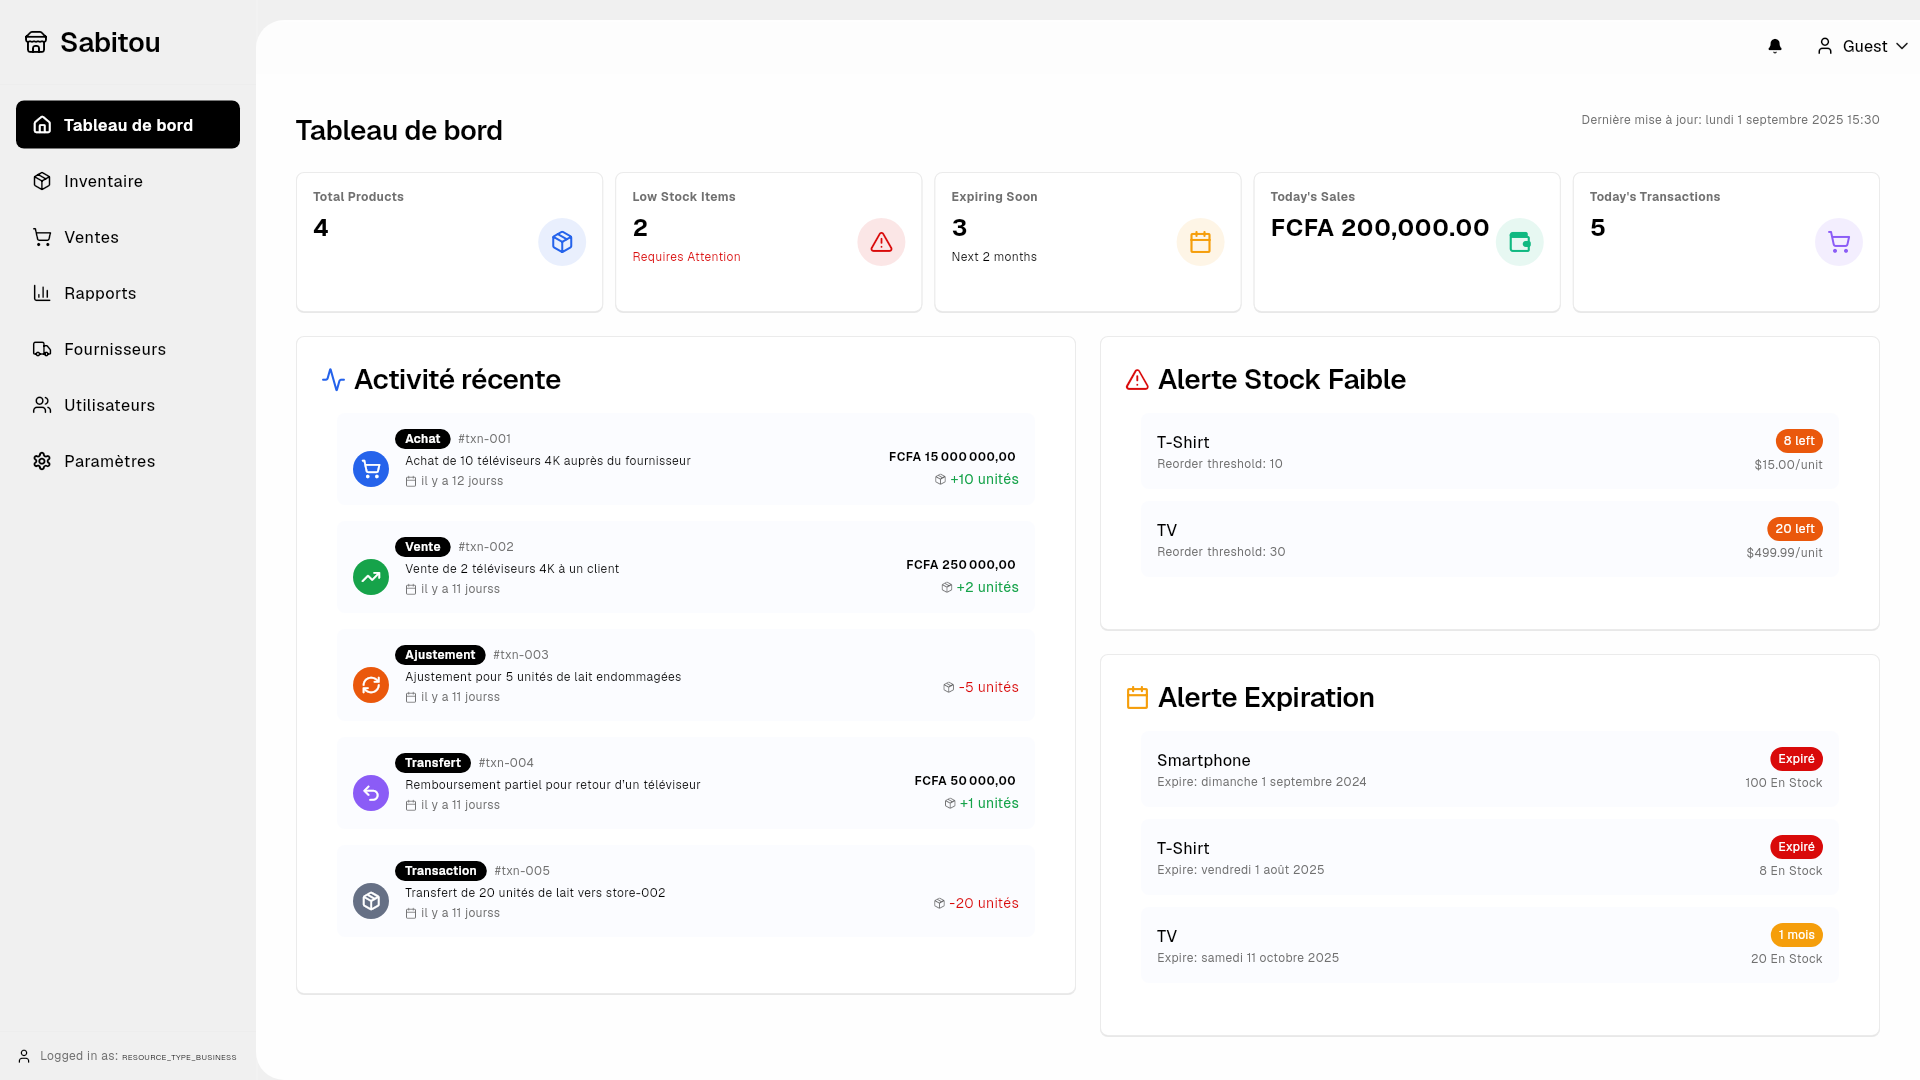 Sabitou
Guest
Tableau de bord
Inventaire
Ventes
Rapports
Fournisseurs
Utilisateurs
Paramètres
Logged in as: RESOURCE_TYPE_BUSINESS
Tableau de bord
Dernière mise à jour: lundi 1 septembre 2025 15:30
Total Products
4
Low Stock Items
2
Requires Attention
Expiring Soon
3
Next 2 months
Today's Sales
FCFA 200,000.00
Today's Transactions
5
Activité récente
Achat #txn-001
Achat de 10 téléviseurs 4K auprès du fournisseur
il y a 12 jourss
FCFA 15 000 000,00
+10 unités
Vente #txn-002
Vente de 2 téléviseurs 4K à un client
il y a 11 jourss
FCFA 250 000,00
+2 unités
Ajustement #txn-003
Ajustement pour 5 unités de lait endommagées
il y a 11 jourss
-5 unités
Transfert #txn-004
Remboursement partiel pour retour d'un téléviseur
il y a 11 jourss
FCFA 50 000,00
+1 unités
Transaction #txn-005
Transfert de 20 unités de lait vers store-002
il y a 11 jourss
-20 unités
Alerte Stock Faible
T-Shirt
Reorder threshold: 10
8 left
$15.00/unit
TV
Reorder threshold: 30
20 left
$499.99/unit
Alerte Expiration
Smartphone
Expire: dimanche 1 septembre 2024
Expiré
100 En Stock
T-Shirt
Expire: vendredi 1 août 2025
Expiré
8 En Stock
TV
Expire: samedi 11 octobre 2025
1 mois
20 En Stock